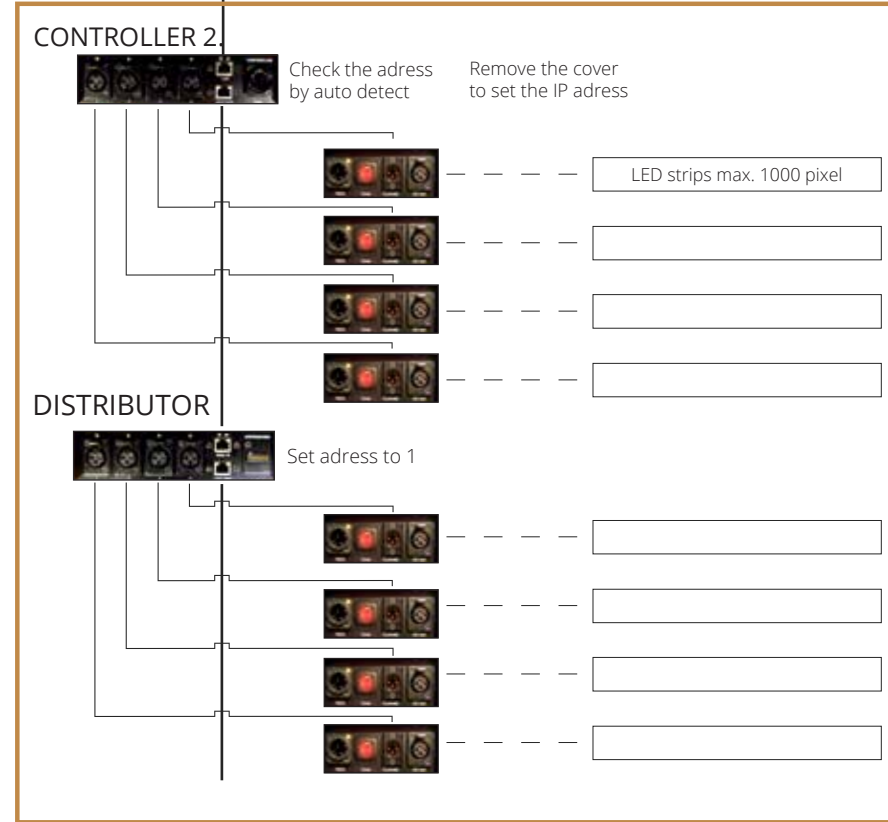 CONTROLLER 2.
Check the adress
by auto detect
Remove the cover
to set the IP adress
LED strips max. 1000 pixel
DISTRIBUTOR
Set adress to 1